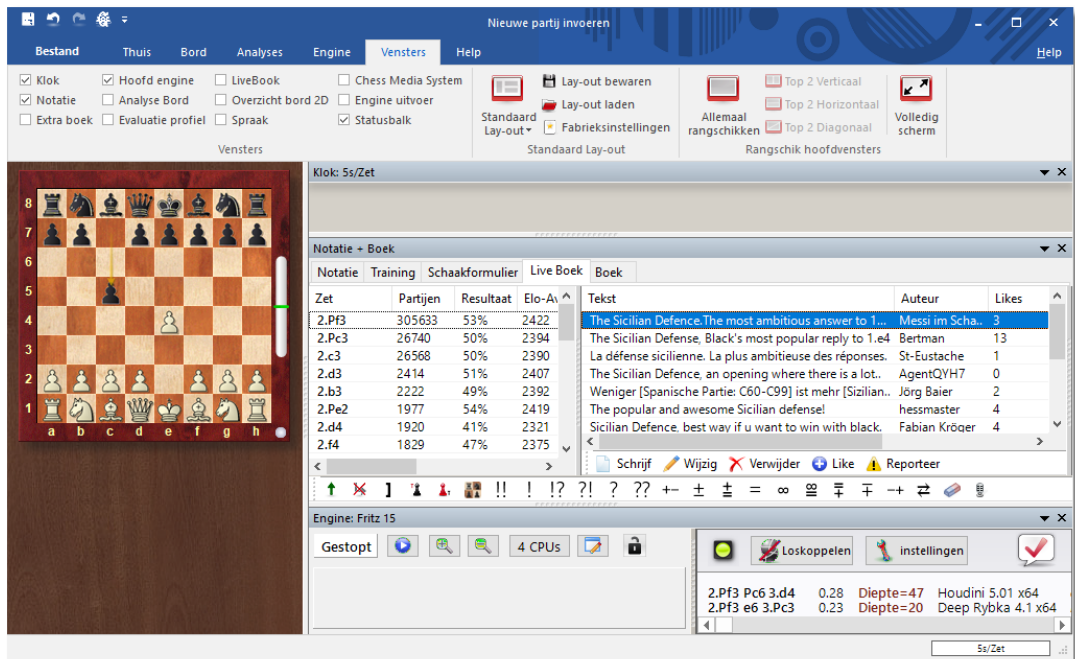 Nieuwe partij invoeren
Bestand Thuis Bord Analyses Engine Vensters Help Help
Klok Hoofd engine LiveBook Chess Media System
Notatie Analyse Bord Overzicht bord 2D Engine uitvoer
Extra boek Evaluatie profiel Spraak Statusbalk
Vensters
Standaard Lay-out
Lay-out bewaren
Lay-out laden
Fabrieksinstellingen
Standaard Lay-out
Allemaal rangschikken
Top 2 Verticaal
Top 2 Horizontaal
Top 2 Diagonaal
Volledig scherm
Rangschik hoofdvensters
8
7
6
5
4
3
2
1
a b c d e f g h
Klok: 5s/Zet
Notatie + Boek
Notatie Training Schaakformulier Live Boek Boek
Zet Partijen Resultaat Elo-Av
2.Pf3 305633 53% 2422
2.Pc3 26740 50% 2394
2.c3 26568 50% 2390
2.d3 2414 51% 2407
2.b3 2222 49% 2392
2.Pe2 1977 54% 2419
2.d4 1920 41% 2321
2.f4 1829 47% 2375
Tekst Auteur Likes
The Sicilian Defence.The most ambitious answer to 1... Messi im Scha.. 3
The Sicilian Defense, Black's most popular reply to 1.e4 Bertman 13
La défense sicilienne. La plus ambitieuse des réponses. St-Eustache 1
The Sicilian Defence, an opening where there is a lot.. AgentQYH7 0
Weniger [Spanische Partie: C60-C99] ist mehr [Sizilian.. Jörg Baier 2
The popular and awesome Sicilian defense! hessmaster 4
Sicilian Defence, best way if u want to win with black. Fabian Kröger 4
Schrijf Wijzig Verwijder Like Reporteer
!! ! !? ?! ? ?? +− ± ⩲ = ∞ ⯹ ⩱ ∓ −+ ⇄
Engine: Fritz 15
Gestopt 4 CPUs
Loskoppelen instellingen
2.Pf3 Pc6 3.d4 0.28 Diepte=47 Houdini 5.01 x64
2.Pf3 e6 3.Pc3 0.23 Diepte=20 Deep Rybka 4.1 x64
5s/Zet